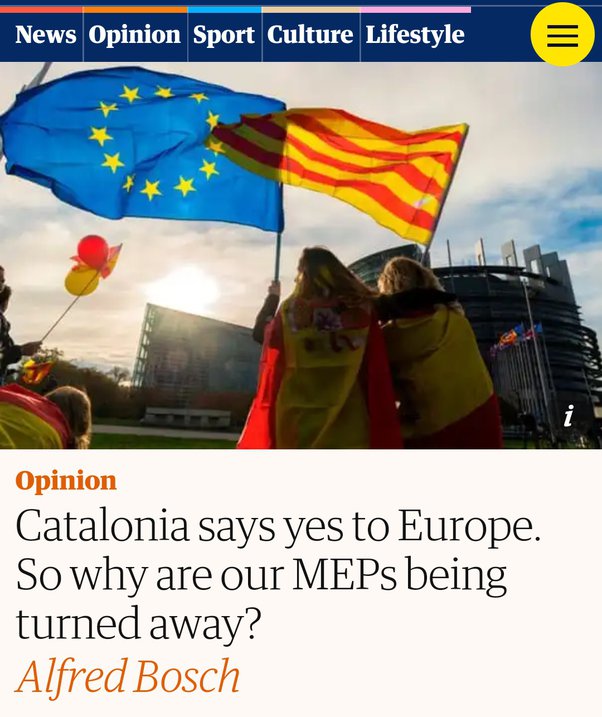 News Opinion Sport Culture Lifestyle
i
Opinion
Catalonia says yes to Europe.
So why are our MEPs being
turned away?
Alfred Bosch